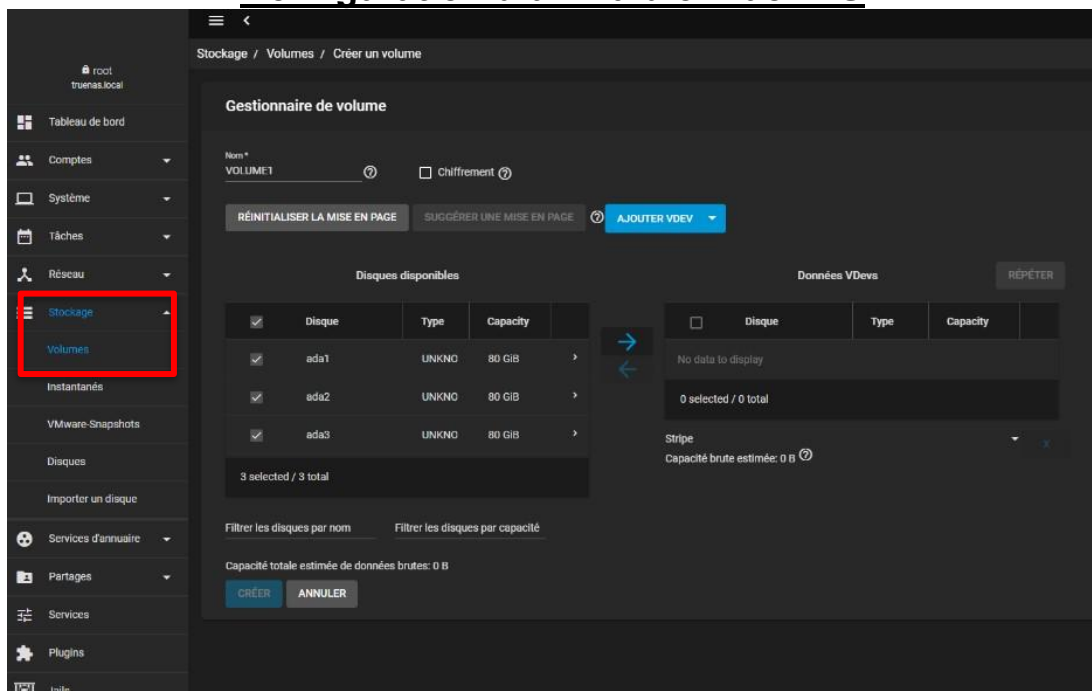 Stockage / Volumes / Créer un volume
root
truenas.local
Tableau de bord
Comptes
Système
Tâches
Réseau
Stockage
Volumes
Instantanés
VMware-Snapshots
Disques
Importer un disque
Services d'annuaire
Partages
Services
Plugins
Gestionnaire de volume
Nom*
VOLUME1
Chiffrement
RÉINITIALISER LA MISE EN PAGE
SUGGÉRER UNE MISE EN PAGE
AJOUTER VDEV
Disques disponibles
Disque Type Capacity
ada1 UNKNO 80 GiB
ada2 UNKNO 80 GiB
ada3 UNKNO 80 GiB
3 selected / 3 total
Données VDevs
RÉPÉTER
Disque Type Capacity
No data to display
0 selected / 0 total
Stripe
X
Capacité brute estimée: 0 B
Filtrer les disques par nom
Filtrer les disques par capacité
Capacité totale estimée de données brutes: 0 B
CRÉER
ANNULER